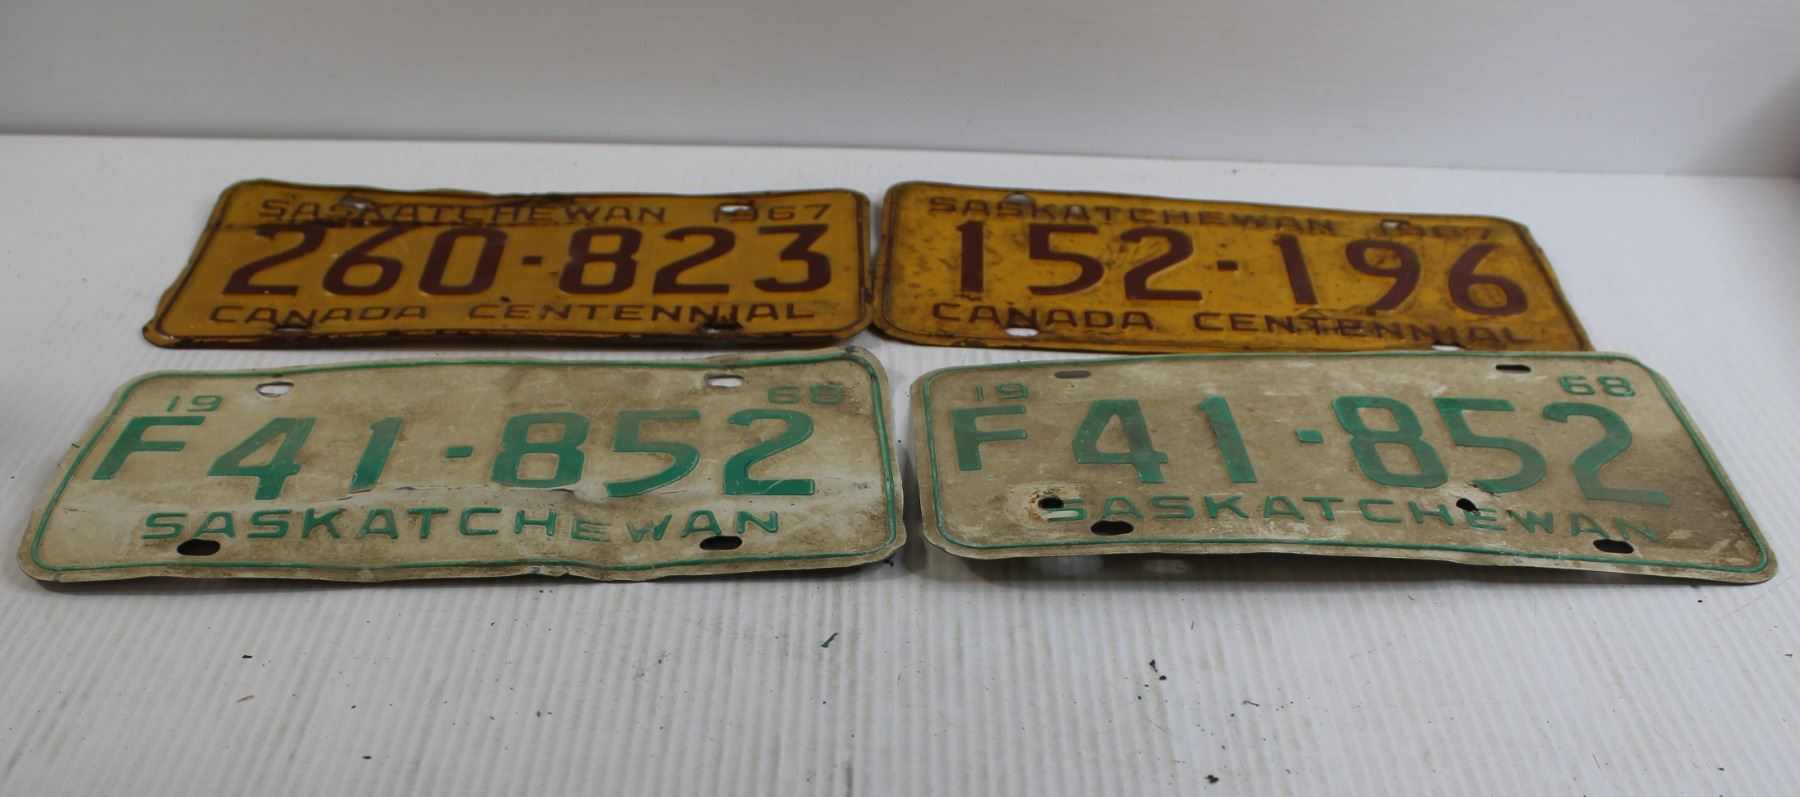 SASKATCHEWAN 1967
260-823
CANADA CENTENNIAL
SASKATCHEWAN 1967
152-196
CANADA CENTENNIAL
19 68
F41-852
SASKATCHEWAN
19 68
F41-852
SASKATCHEWAN